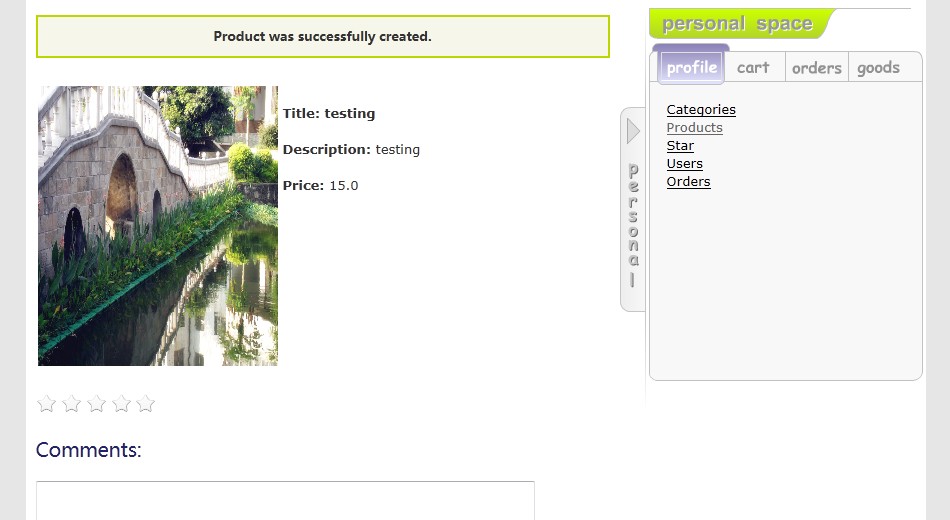 Product was successfully created.
Title: testing
Description: testing
Price: 15.0
Comments:
personal
personal space
profile cart orders goods
Categories
Products
Star
Users
Orders